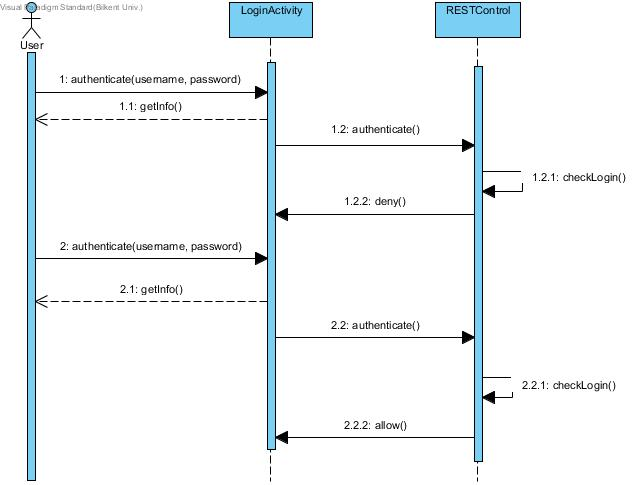 Visual Paradigm Standard(Bilkent Univ.)
User
LoginActivity
RESTControl
1: authenticate(username, password)
1.1: getInfo()
1.2: authenticate()
1.2.1: checkLogin()
1.2.2: deny()
2: authenticate(username, password)
2.1: getInfo()
2.2: authenticate()
2.2.1: checkLogin()
2.2.2: allow()